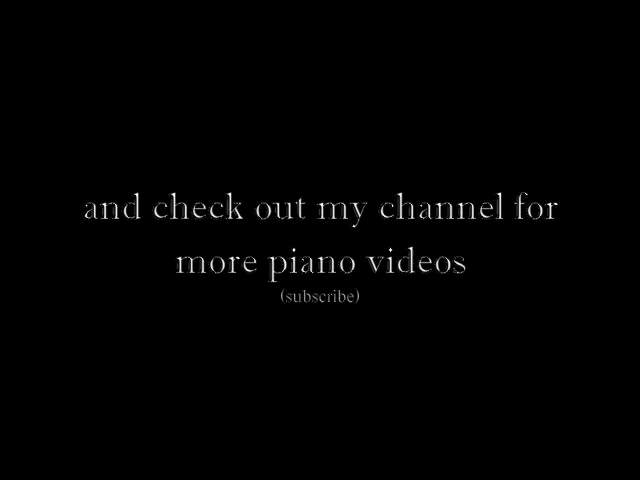 and check out my channel for
more piano videos
(subscribe)